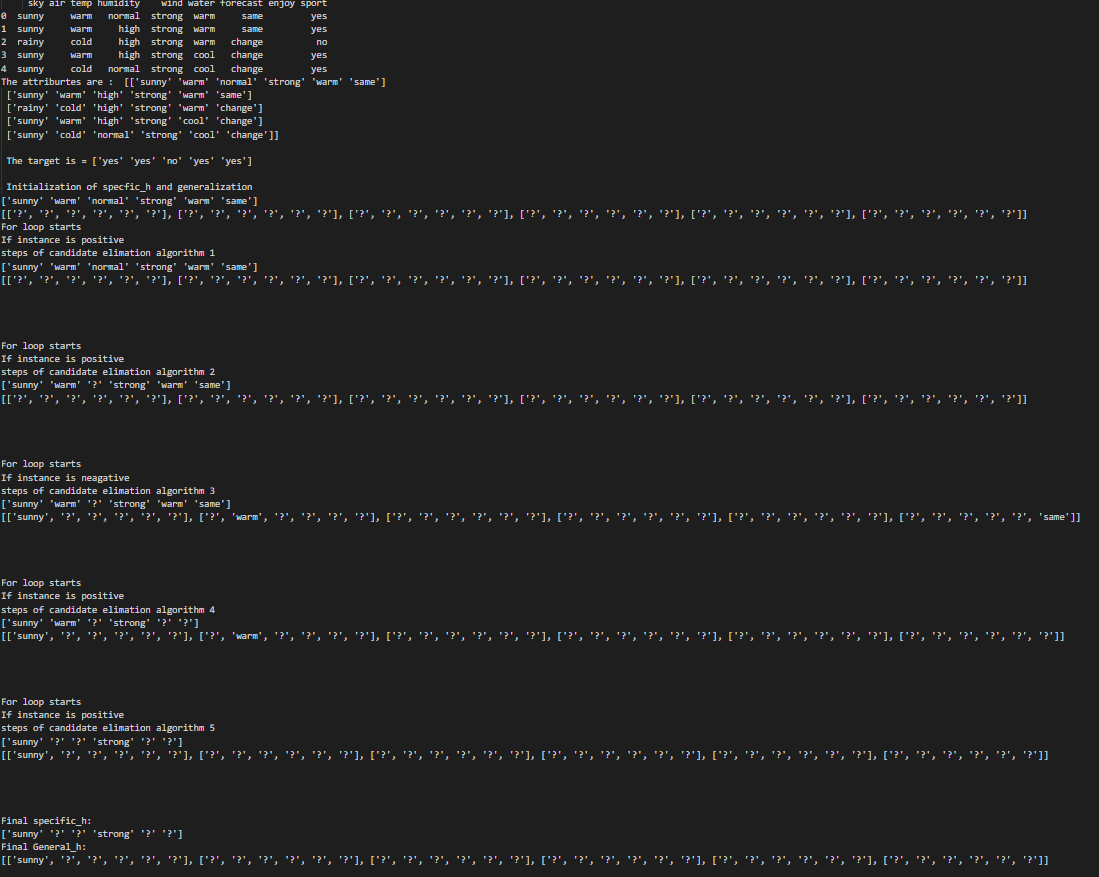 sky air temp humidity wind water forecast enjoy sport
0 sunny warm normal strong warm same yes
1 sunny warm high strong warm same yes
2 rainy cold high strong warm change no
3 sunny warm high strong cool change yes
4 sunny cold normal strong cool change yes
The attriburtes are : [['sunny' 'warm' 'normal' 'strong' 'warm' 'same']
['sunny' 'warm' 'high' 'strong' 'warm' 'same']
['rainy' 'cold' 'high' 'strong' 'warm' 'change']
['sunny' 'warm' 'high' 'strong' 'cool' 'change']
['sunny' 'cold' 'normal' 'strong' 'cool' 'change']]
The target is = ['yes' 'yes' 'no' 'yes' 'yes']
Initialization of specfic_h and generalization
['sunny' 'warm' 'normal' 'strong' 'warm' 'same']
[['?', '?', '?', '?', '?', '?'], ['?', '?', '?', '?', '?', '?'], ['?', '?', '?', '?', '?', '?'], ['?', '?', '?', '?', '?', '?'], ['?', '?', '?', '?', '?', '?'], ['?', '?', '?', '?', '?', '?']]
For loop starts
If instance is positive
steps of candidate elimation algorithm 1
['sunny' 'warm' 'normal' 'strong' 'warm' 'same']
[['?', '?', '?', '?', '?', '?'], ['?', '?', '?', '?', '?', '?'], ['?', '?', '?', '?', '?', '?'], ['?', '?', '?', '?', '?', '?'], ['?', '?', '?', '?', '?', '?'], ['?', '?', '?', '?', '?', '?']]
For loop starts
If instance is positive
steps of candidate elimation algorithm 2
['sunny' 'warm' '?' 'strong' 'warm' 'same']
[['?', '?', '?', '?', '?', '?'], ['?', '?', '?', '?', '?', '?'], ['?', '?', '?', '?', '?', '?'], ['?', '?', '?', '?', '?', '?'], ['?', '?', '?', '?', '?', '?'], ['?', '?', '?', '?', '?', '?']]
For loop starts
If instance is neagative
steps of candidate elimation algorithm 3
['sunny' 'warm' '?' 'strong' 'warm' 'same']
[['sunny', '?', '?', '?', '?', '?'], ['?', 'warm', '?', '?', '?', '?'], ['?', '?', '?', '?', '?', '?'], ['?', '?', '?', '?', '?', '?'], ['?', '?', '?', '?', '?', '?'], ['?', '?', '?', '?', '?', 'same']]
For loop starts
If instance is positive
steps of candidate elimation algorithm 4
['sunny' 'warm' '?' 'strong' '?' '?']
[['sunny', '?', '?', '?', '?', '?'], ['?', 'warm', '?', '?', '?', '?'], ['?', '?', '?', '?', '?', '?'], ['?', '?', '?', '?', '?', '?'], ['?', '?', '?', '?', '?', '?'], ['?', '?', '?', '?', '?', '?']]
For loop starts
If instance is positive
steps of candidate elimation algorithm 5
['sunny' '?' '?' 'strong' '?' '?']
[['sunny', '?', '?', '?', '?', '?'], ['?', '?', '?', '?', '?', '?'], ['?', '?', '?', '?', '?', '?'], ['?', '?', '?', '?', '?', '?'], ['?', '?', '?', '?', '?', '?'], ['?', '?', '?', '?', '?', '?']]
Final specific_h:
['sunny' '?' '?' 'strong' '?' '?']
Final General_h:
[['sunny', '?', '?', '?', '?', '?'], ['?', '?', '?', '?', '?', '?'], ['?', '?', '?', '?', '?', '?'], ['?', '?', '?', '?', '?', '?'], ['?', '?', '?', '?', '?', '?'], ['?', '?', '?', '?', '?', '?']]